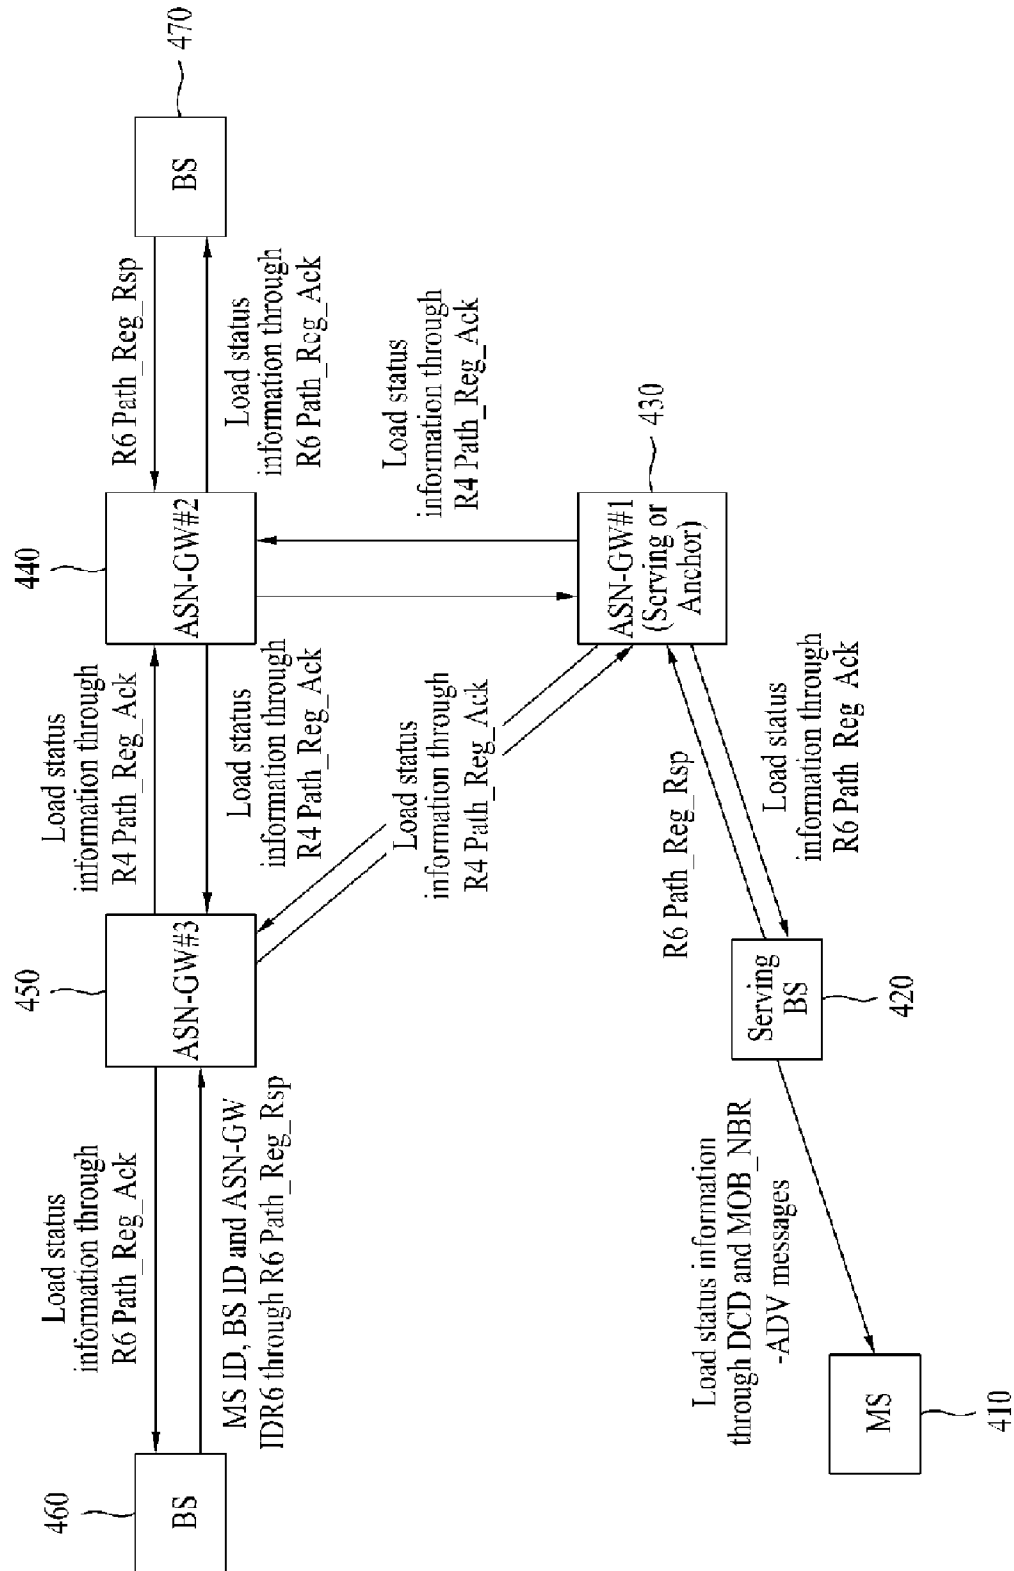 460
BS
Load status
information through
R6 Path_Reg_Ack
MS ID, BS ID and ASN-GW
IDR6 through R6 Path_Reg_Rsp
450
ASN-GW#3
Load status
information through
R4 Path_Reg_Ack
Load status
information through
R4 Path_Reg_Ack
440
ASN-GW#2
R6 Path_Reg_Rsp
Load status
information through
R6 Path_Reg_Ack
BS
470
Load status
information through
R4 Path_Reg_Ack
Load status
information through
R4 Path_Reg_Ack
ASN-GW#1
(Serving or
Anchor)
430
R6 Path_Reg_Rsp
Load status
information through
R6 Path_Reg_Ack
Serving
BS
420
Load status information
through DCD and MOB_NBR
-ADV messages
MS
410